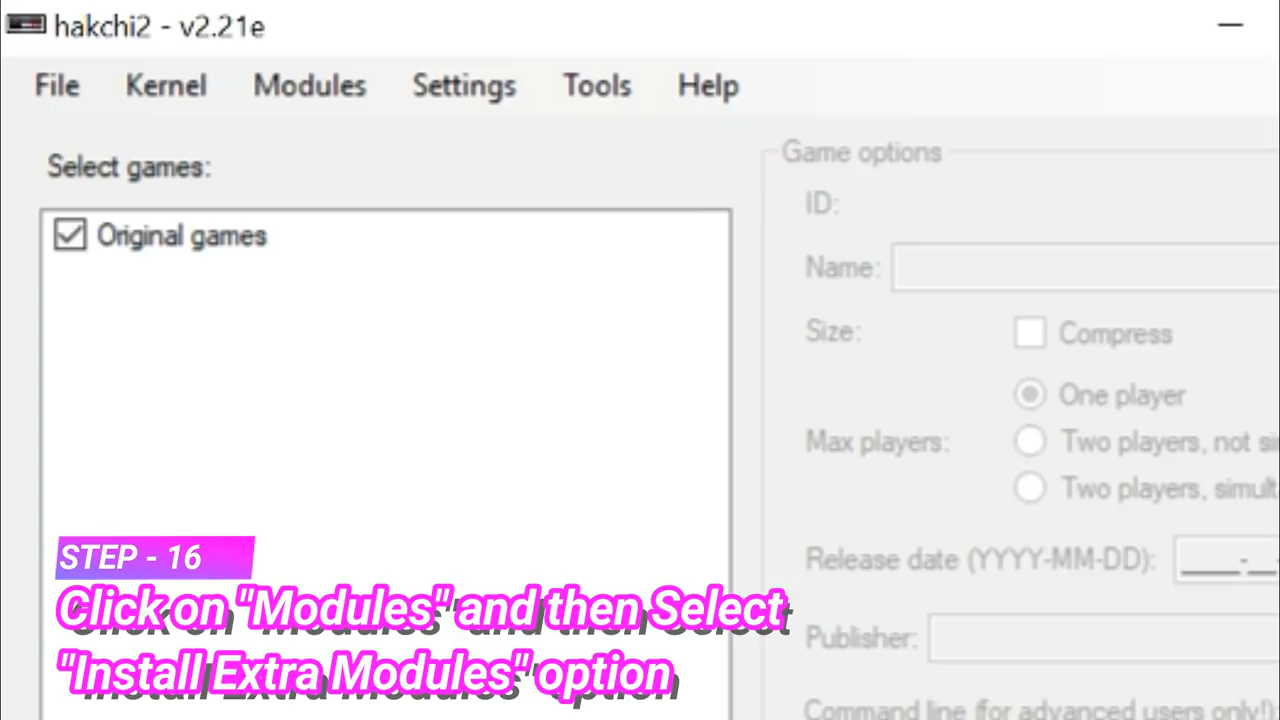 hakchi2 - v2.21e
File Kernel Modules Settings Tools Help
Select games:
Original games
Game options
ID:
Name:
Size:
Compress
One player
Max players:
Two players, not
Two players,
Release date (YYYY-MM-DD):
Publisher:
Command line (for advanced users only!)
STEP - 16
Click on "Modules" and then Select
"Install Extra Modules" option